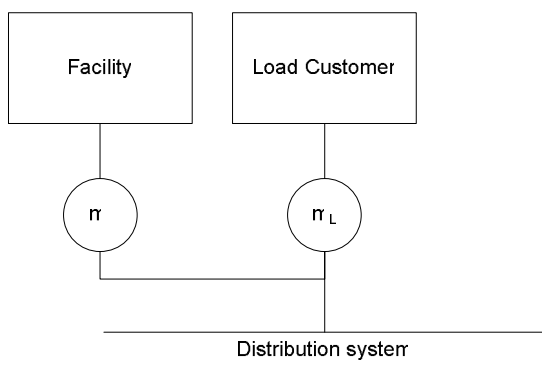 Facility
Load Customer
m
m L
Distribution system